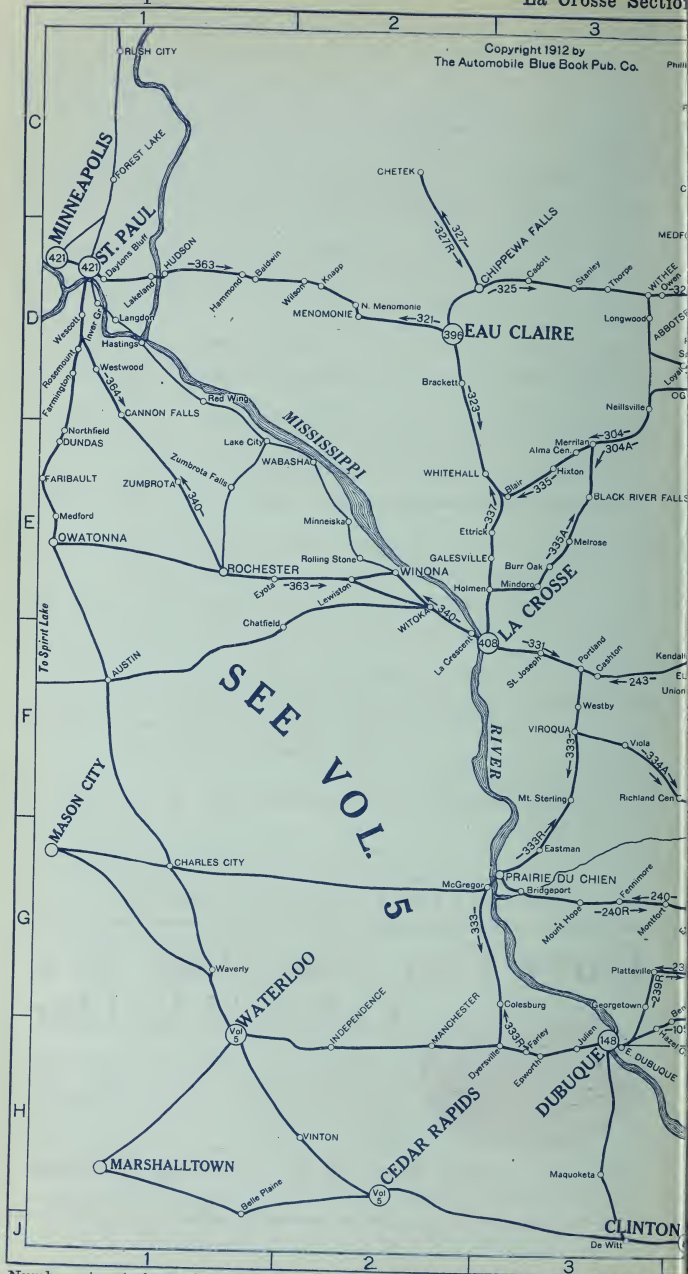 La Crosse Section
1
2
3
Copyright 1912 by
The Automobile Blue Book Pub. Co.
Philli
C
RUSH CITY
FOREST LAKE
CHETEK
MINNEAPOLIS
421
ST. PAUL
421
Daytons Bluff
Lakeland
HUDSON
-363→
Hammond
Baldwin
Wilson
Knapp
N. Menomonie
MENOMONIE
←321-
←327-
-327R→
CHIPPEWA FALLS
-325→
Cadott
Stanley
Thorpe
WITHEE
Owen
MEDF
-32
Longwood
ABBOTS
D
Wescott
Inver Gr
Langdon
Hastings
396
EAU CLAIRE
Rosemount
Farmington
Westwood
-364→
CANNON FALLS
Red Wing
Brackett
-323→
Loyal
OG
Neillsville
MISSISSIPPI
Northfield
DUNDAS
Lake City
WABASHA
Merrilan
←304-
304A→
Alma Cen.
Hixton
WHITEHALL
Blair
←335-
FARIBAULT
ZUMBROTA
Zumbrota Falls
←340-
BLACK RIVER FALLS
E
Medford
OWATONNA
Minneiska
Ettrick
-337→
-335A→
Melrose
ROCHESTER
Rolling Stone
WINONA
GALESVILLE
Burr Oak
Eyota
-363→
Lewiston
Holmen
Mindoro
WITOKA
←340-
LA CROSSE
To Spirit Lake
Chatfield
La Crescent
408
-331→
St. Joseph
Portland
Cashton
←243-
Kendall
EL
Union
AUSTIN
Westby
F
SEE VOL. 5
RIVER
VIROQUA
-333→
Viola
-334A→
Mt. Sterling
Richland Cen.
MASON CITY
-333R→
Eastman
CHARLES CITY
McGregor
PRAIRIE DU CHIEN
Bridgeport
Mount Hope
Fennimore
←240-
-240R→
Montfort
G
-333→
Waverly
Platteville
-239R→
WATERLOO
Vol
5
Colesburg
Georgetown
INDEPENDENCE
MANCHESTER
-333R→
Dyersville
Farley
Epworth
Julien
148
DUBUQUE
E. DUBUQUE
Hazel G
H
CEDAR RAPIDS
Vol
5
VINTON
MARSHALLTOWN
Belle Plaine
Maquoketa
J
CLINTON
De Witt
1
2
3